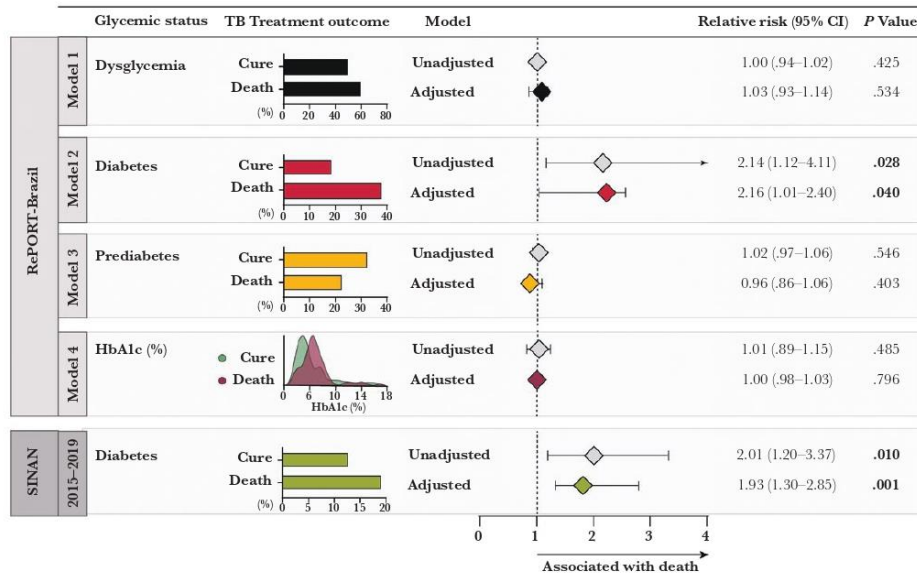 Glycemic status TB Treatment outcome Model Relative risk (95% CI) P Value
RePORT-Brazil
Model 1
Dysglycemia
Cure
Death
(%) 0 20 40 60 80
Unadjusted 1.00 (.94–1.02) .425
Adjusted 1.03 (.93–1.14) .534
Model 2
Diabetes
Cure
Death
(%) 0 10 20 30 40
Unadjusted 2.14 (1.12–4.11) .028
Adjusted 2.16 (1.01–2.40) .040
Model 3
Prediabetes
Cure
Death
(%) 0 10 20 30 40
Unadjusted 1.02 (.97–1.06) .546
Adjusted 0.96 (.86–1.06) .403
Model 4
HbA1c (%)
Cure
Death
0 6 10 14 18
HbA1c (%)
Unadjusted 1.01 (.89–1.15) .485
Adjusted 1.00 (.98–1.03) .796
SINAN
2015–2019
Diabetes
Cure
Death
(%) 0 5 10 15 20
Unadjusted 2.01 (1.20–3.37) .010
Adjusted 1.93 (1.30–2.85) .001
0 1 2 3 4
Associated with death